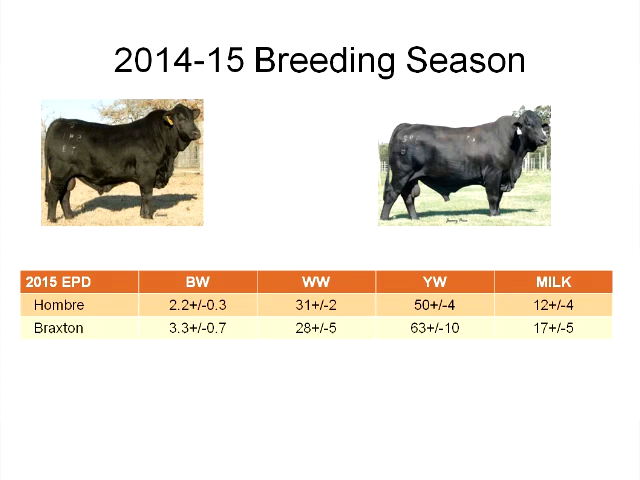 2014-15 Breeding Season
2015 EPD BW WW YW MILK
Hombre 2.2+/-0.3 31+/-2 50+/-4 12+/-4
Braxton 3.3+/-0.7 28+/-5 63+/-10 17+/-5